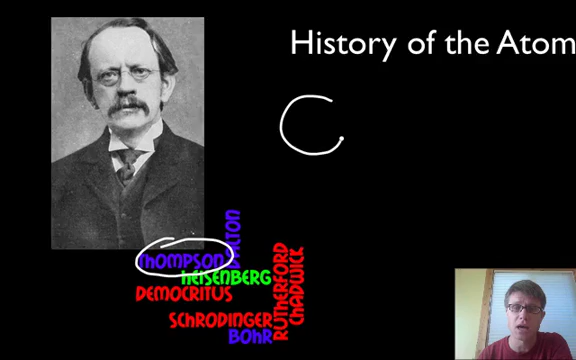 History of the Atom
DALTON
Thompson
HEISENBERG
DEMOCRITUS
RUTHERFORD
CHADWICK
SCHRODINGER
BOHR